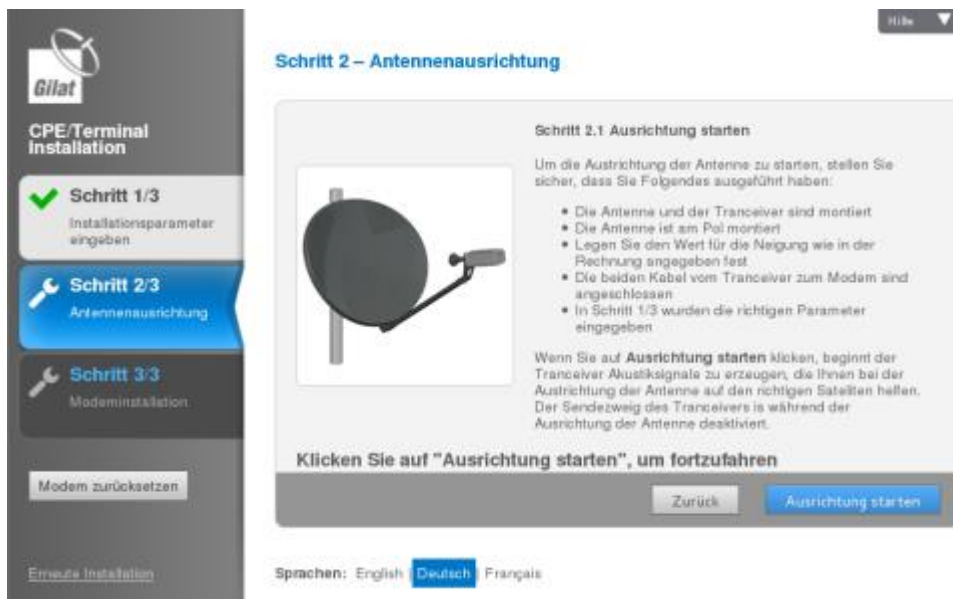 Hilfe
Gilat
CPE/Terminal
Installation
Schritt 1/3
Installationsparameter
eingeben
Schritt 2/3
Antennenausrichtung
Schritt 3/3
Modeminstallation
Modem zurücksetzen
Erneute Installation
Schritt 2 – Antennenausrichtung
Schritt 2.1 Ausrichtung starten
Um die Austrichtung der Antenne zu starten, stellen Sie
sicher, dass Sie Folgendes ausgeführt haben:
Die Antenne und der Tranceiver sind montiert
Die Antenne ist am Pol montiert
Legen Sie den Wert für die Neigung wie in der
Rechnung angegeben fest
Die beiden Kabel vom Tranceiver zum Modem sind
angeschlossen
In Schritt 1/3 wurden die richtigen Parameter
eingegeben
Wenn Sie auf Ausrichtung starten klicken, beginnt der
Tranceiver Akustiksignale zu erzeugen, die Ihnen bei der
Austrichtung der Antenne auf den richtigen Sateliten helfen.
Der Sendezweig des Tranceivers is während der
Ausrichtung der Antenne deaktiviert.
Klicken Sie auf "Ausrichtung starten", um fortzufahren
Zurück
Ausrichtung starten
Sprachen: English | Deutsch | Français